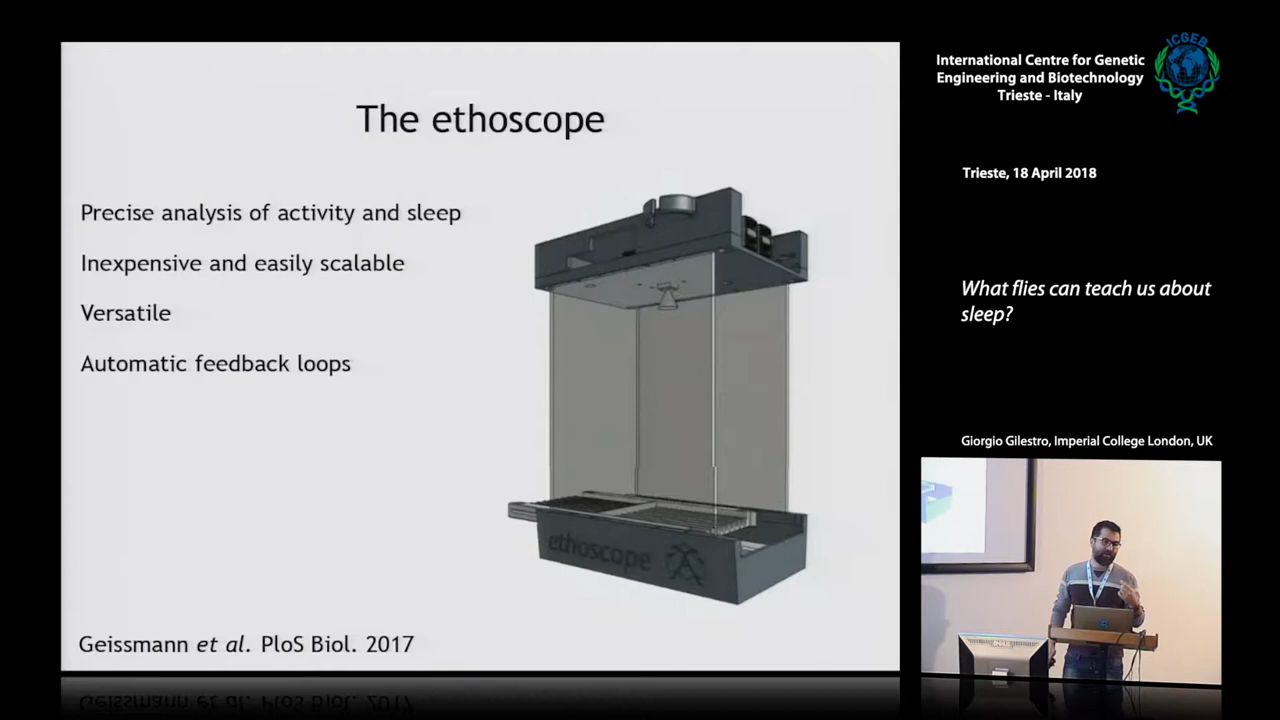 The ethoscope
Precise analysis of activity and sleep
Inexpensive and easily scalable
Versatile
Automatic feedback loops
ethoscope
Geissmann et al. PloS Biol. 2017
International Centre for Genetic
Engineering and Biotechnology
Trieste - Italy
ICGEB
Trieste, 18 April 2018
What flies can teach us about
sleep?
Giorgio Gilestro, Imperial College London, UK